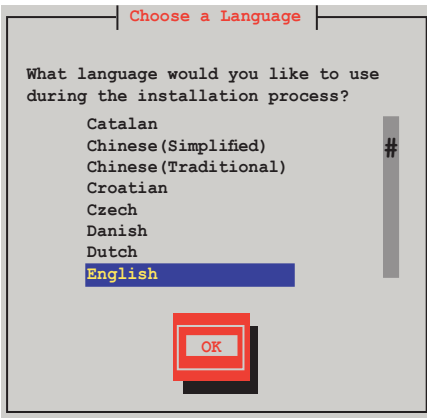 Choose a Language
What language would you like to use
during the installation process?
Catalan
Chinese(Simplified)
#
Chinese(Traditional)
Croatian
Czech
Danish
Dutch
English
OK